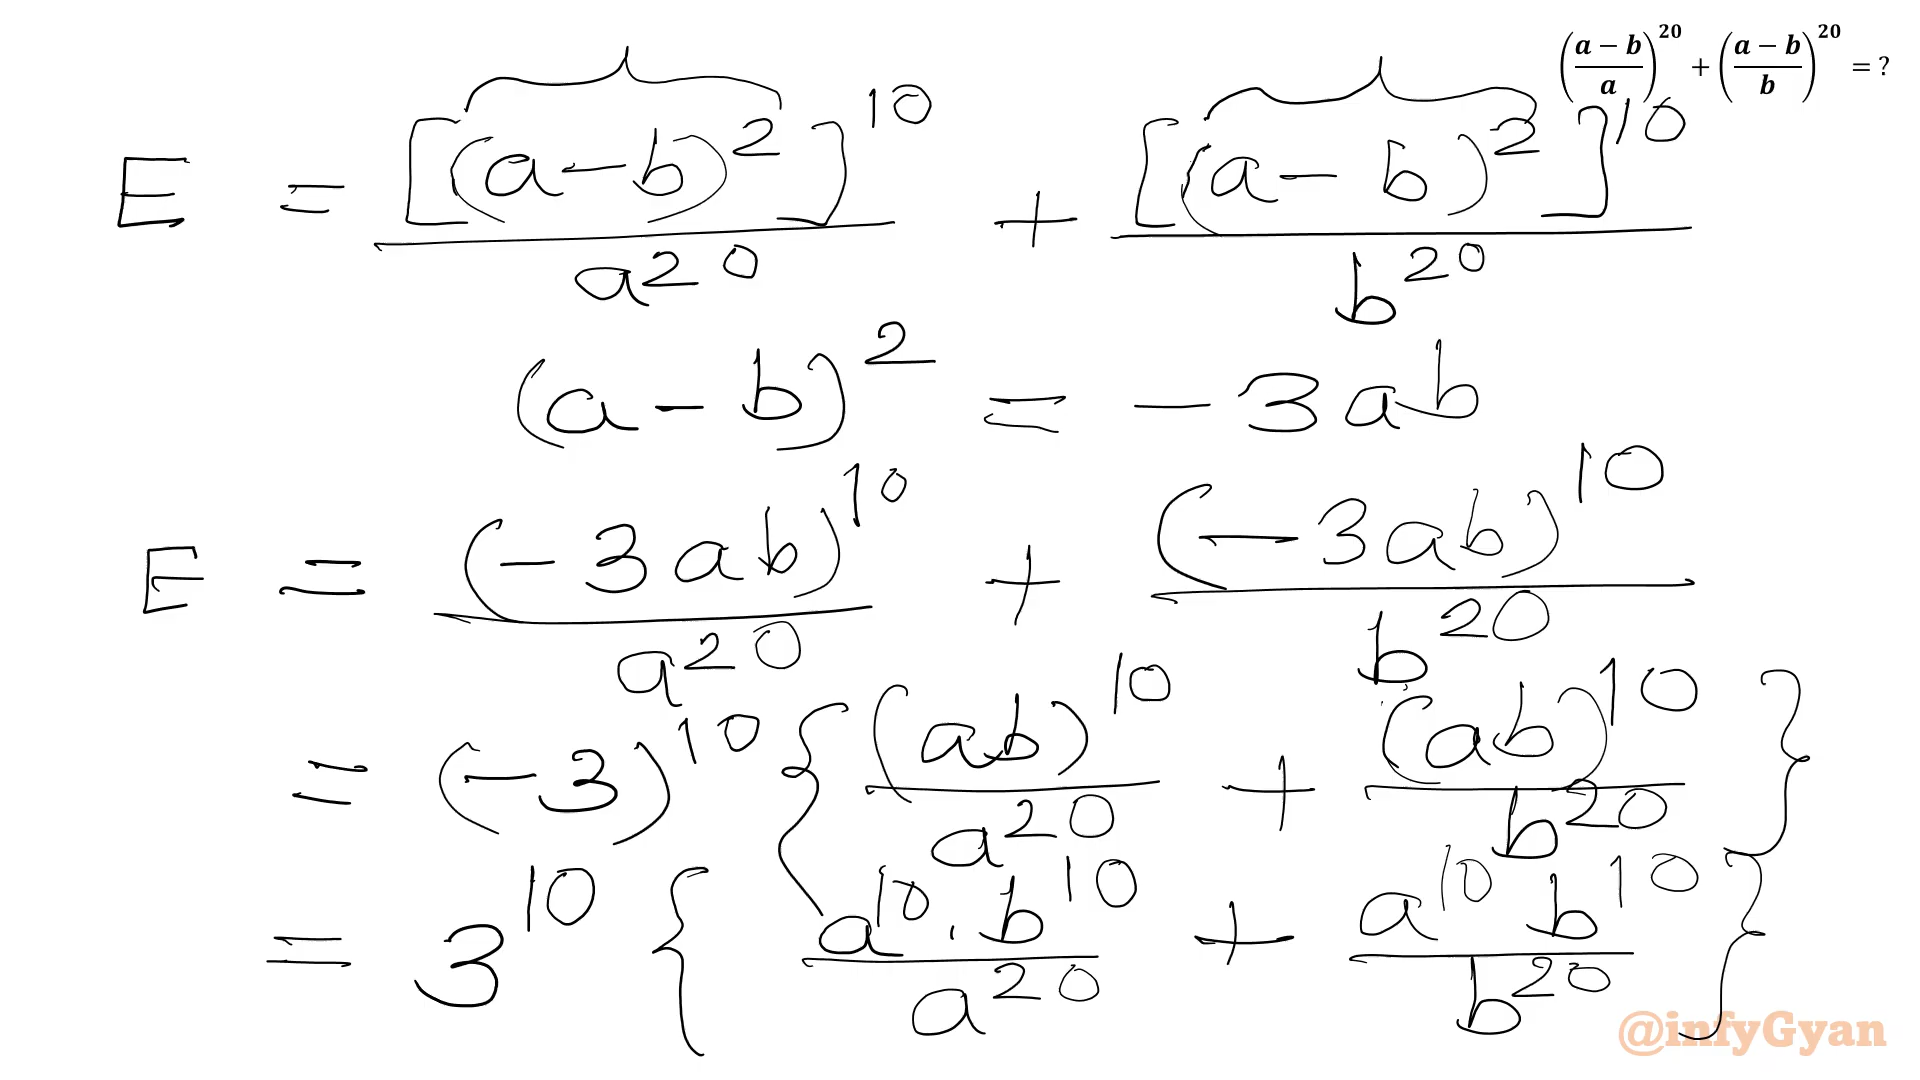 ((a − b)/a)^20 + ((a − b)/b)^20 = ?
E = [(a − b)^2]^10 / a^20 + [(a − b)^2]^10 / b^20
(a − b)^2 = − 3ab
E = (− 3ab)^10 / a^20 + (− 3ab)^10 / b^20
= (− 3)^10 { (ab)^10 / a^20 + (ab)^10 / b^20 }
= 3^10 { a^10 . b^10 / a^20 + a^10 b^10 / b^20 }
@infyGyan